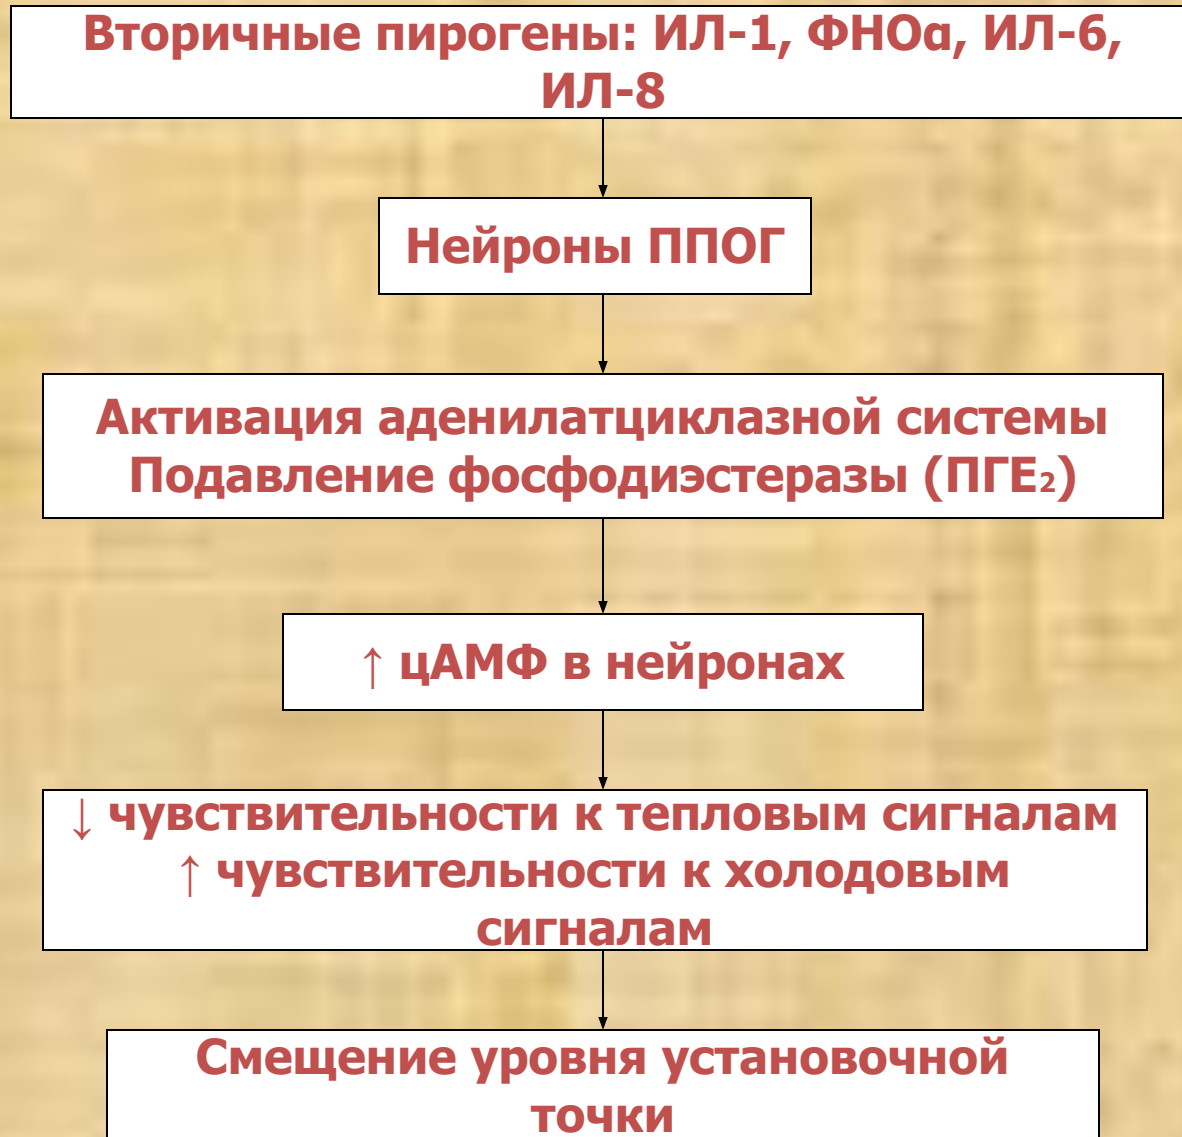 Вторичные пирогены: ИЛ-1, ФНОα, ИЛ-6,
ИЛ-8
Нейроны ППОГ
Активация аденилатциклазной системы
Подавление фосфодиэстеразы (ПГЕ₂)
↑ цАМФ в нейронах
↓ чувствительности к тепловым сигналам
↑ чувствительности к холодовым
сигналам
Смещение уровня установочной
точки